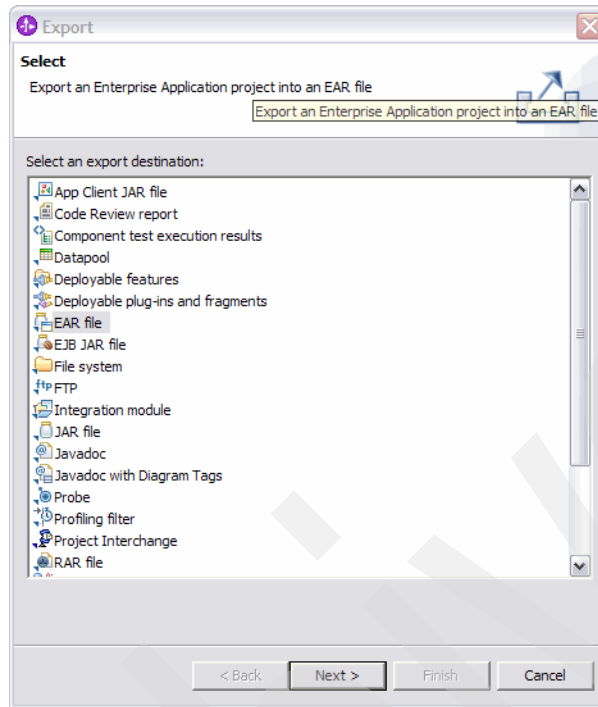 Export
Select
Export an Enterprise Application project into an EAR file
Export an Enterprise Application project into an EAR file
Select an export destination:
App Client JAR file
Code Review report
Component test execution results
Datapool
Deployable features
Deployable plug-ins and fragments
EAR file
EJB JAR file
File system
FTP
Integration module
JAR file
Javadoc
Javadoc with Diagram Tags
Probe
Profiling filter
Project Interchange
RAR file
< Back Next > Finish Cancel